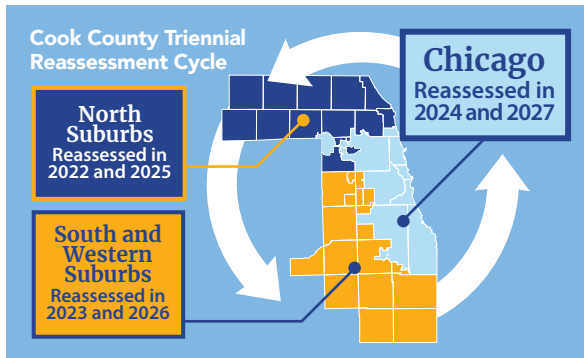 Cook County Triennial
Reassessment Cycle
Chicago
Reassessed in
2024 and 2027
North
Suburbs
Reassessed in
2022 and 2025
South and
Western
Suburbs
Reassessed in
2023 and 2026